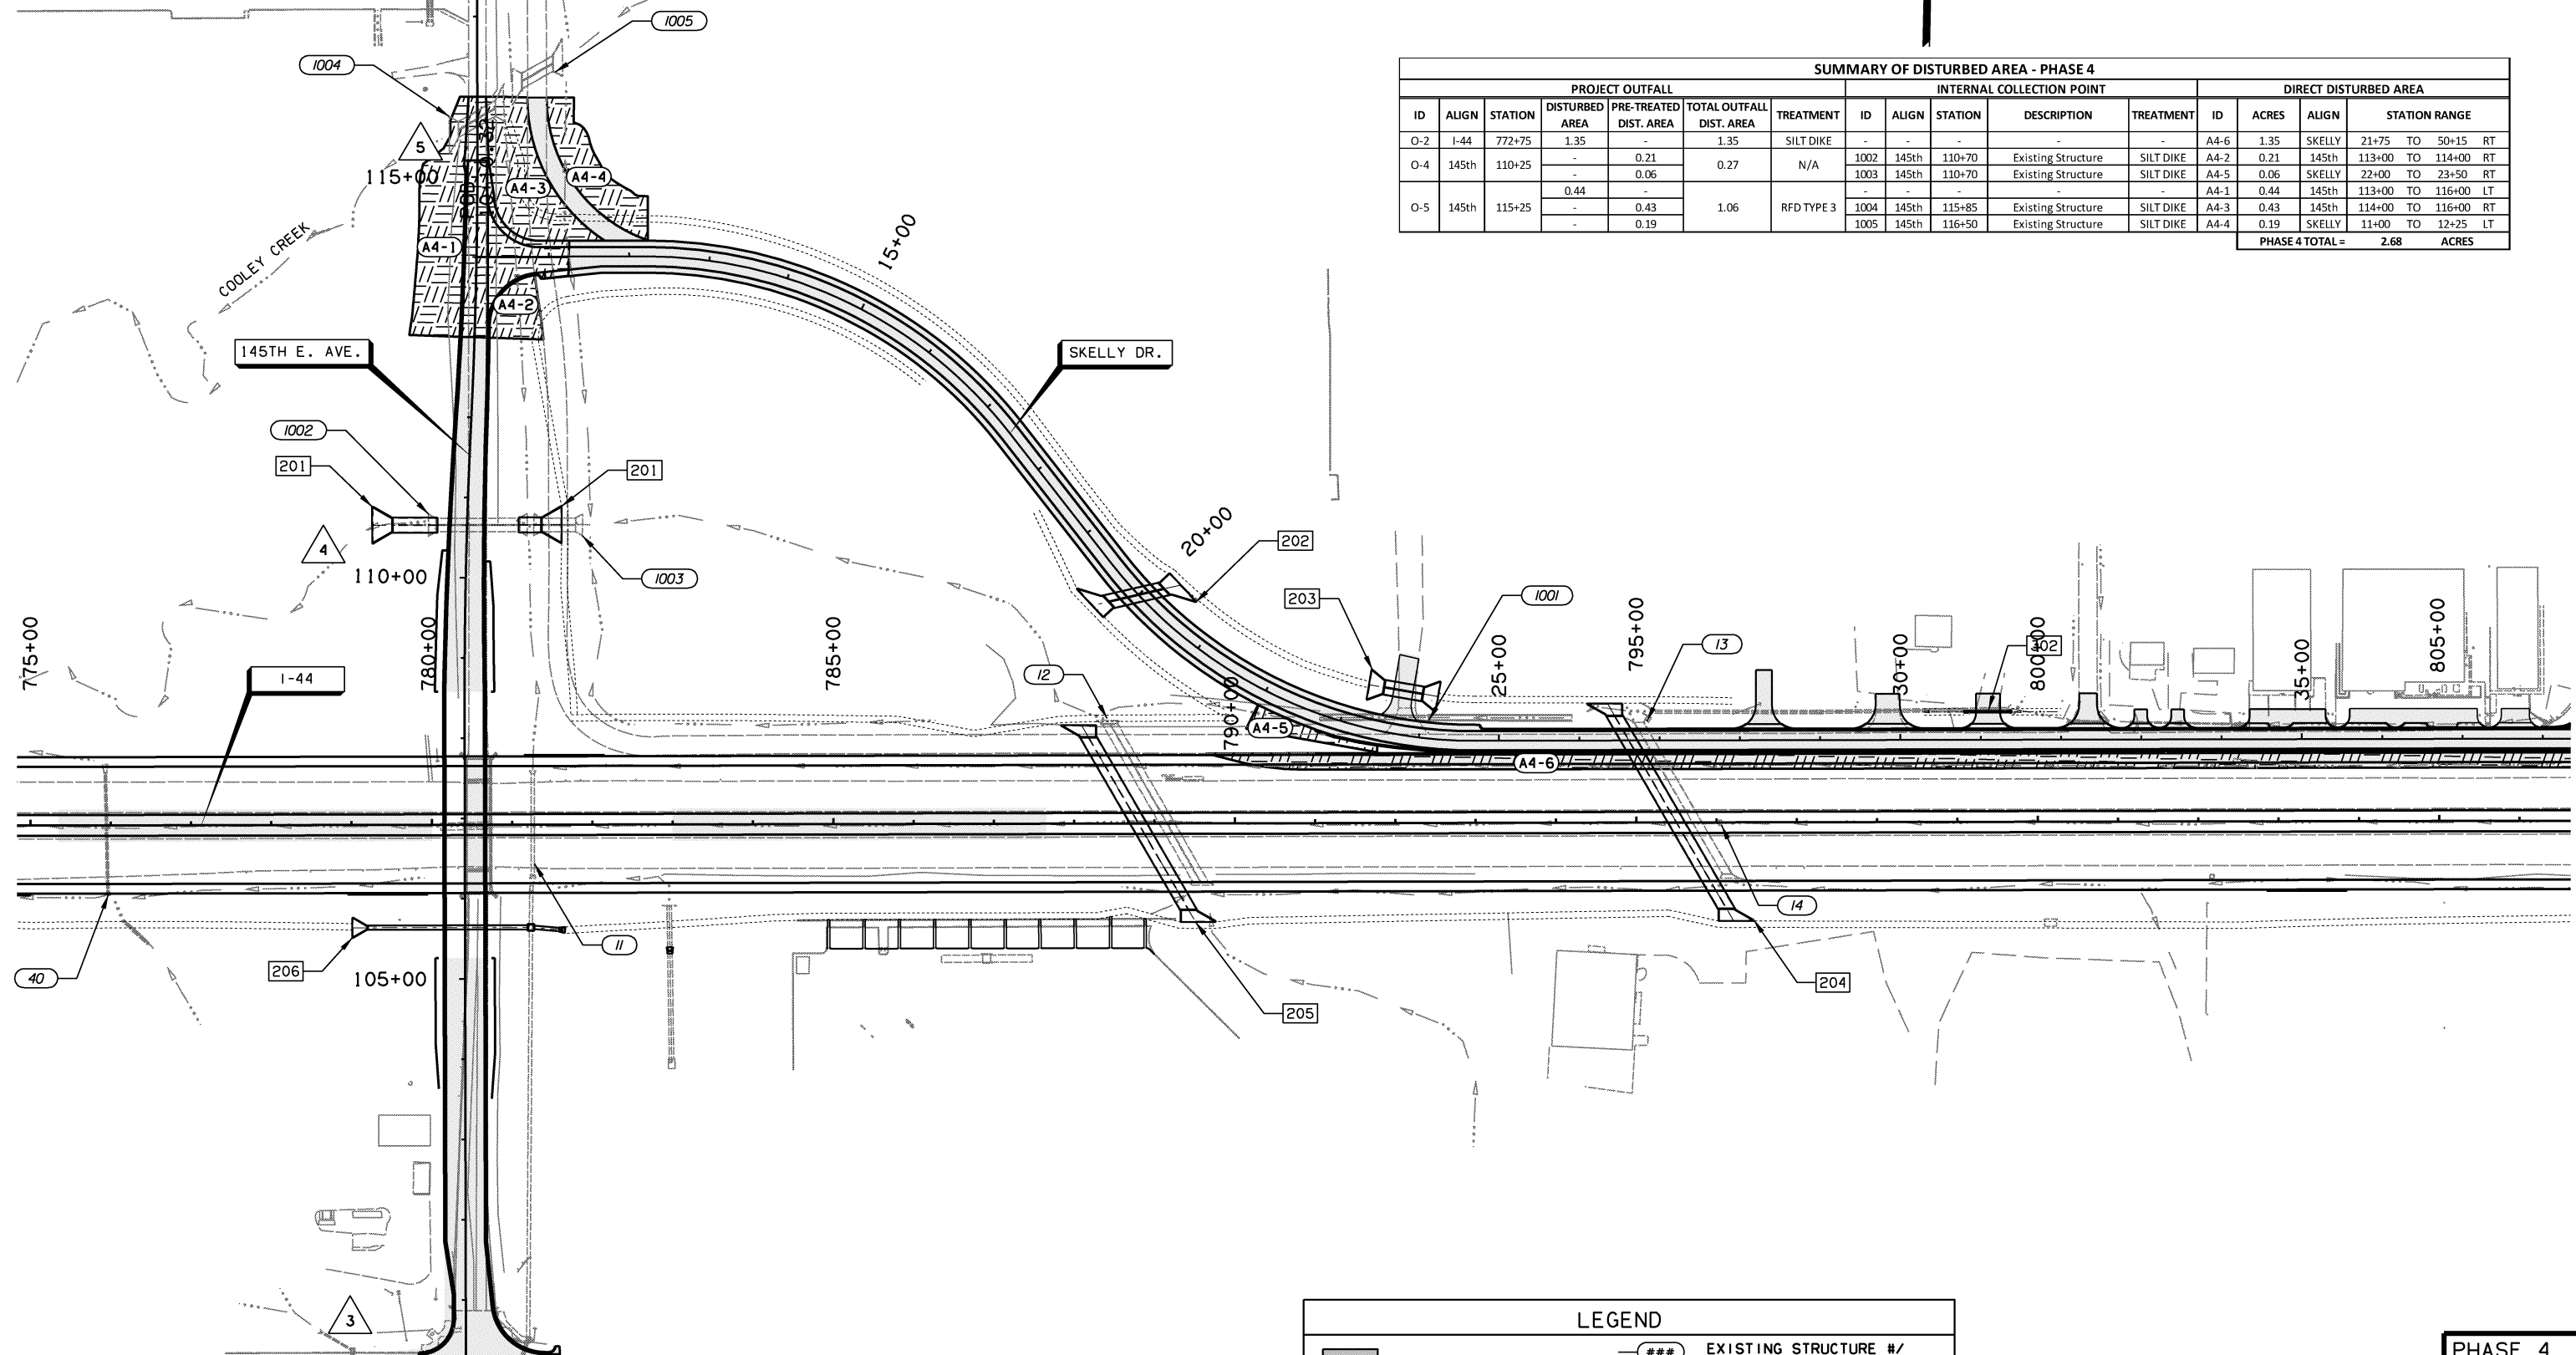 SUMMARY OF DISTURBED AREA - PHASE 4
PROJECT OUTFALL INTERNAL COLLECTION POINT DIRECT DISTURBED AREA
ID ALIGN STATION DISTURBED AREA PRE-TREATED DIST. AREA TOTAL OUTFALL DIST. AREA TREATMENT ID ALIGN STATION DESCRIPTION TREATMENT ID ACRES ALIGN STATION RANGE
O-2 I-44 772+75 1.35 - 1.35 SILT DIKE - - - - - A4-6 1.35 SKELLY 21+75 TO 50+15 RT
O-4 145th 110+25 - 0.21 0.27 N/A 1002 145th 110+70 Existing Structure SILT DIKE A4-2 0.21 145th 113+00 TO 114+00 RT
- 0.06 1003 145th 110+70 Existing Structure SILT DIKE A4-5 0.06 SKELLY 22+00 TO 23+50 RT
0.44 - - - - - - A4-1 0.44 145th 113+00 TO 116+00 LT
O-5 145th 115+25 - 0.43 1.06 RFD TYPE 3 1004 145th 115+85 Existing Structure SILT DIKE A4-3 0.43 145th 114+00 TO 116+00 RT
- 0.19 1005 145th 116+50 Existing Structure SILT DIKE A4-4 0.19 SKELLY 11+00 TO 12+25 LT
PHASE 4 TOTAL = 2.68 ACRES
1005
1004
5
115+00
A4-3
A4-4
A4-1
A4-2
COOLEY CREEK
15+00
145TH E. AVE.
SKELLY DR.
1002
201
201
4
110+00
1003
20+00
202
203
1001
775+00
780+00
785+00
790+00
25+00
795+00
30+00
800+00
302
35+00
805+00
I-44
12
13
A4-5
A4-6
40
206
105+00
11
205
14
204
3
LEGEND
###
EXISTING STRUCTURE #/
PHASE 4